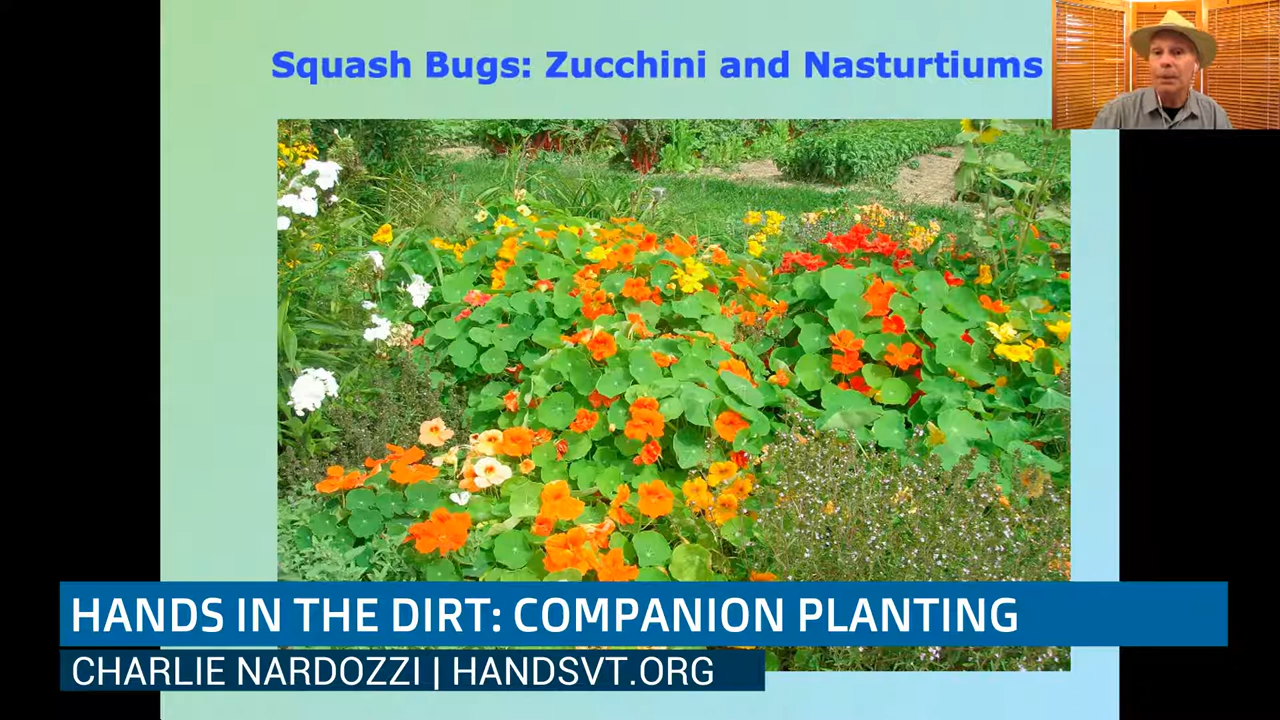 Squash Bugs: Zucchini and Nasturtiums
HANDS IN THE DIRT: COMPANION PLANTING
CHARLIE NARDOZZI | HANDSVT.ORG